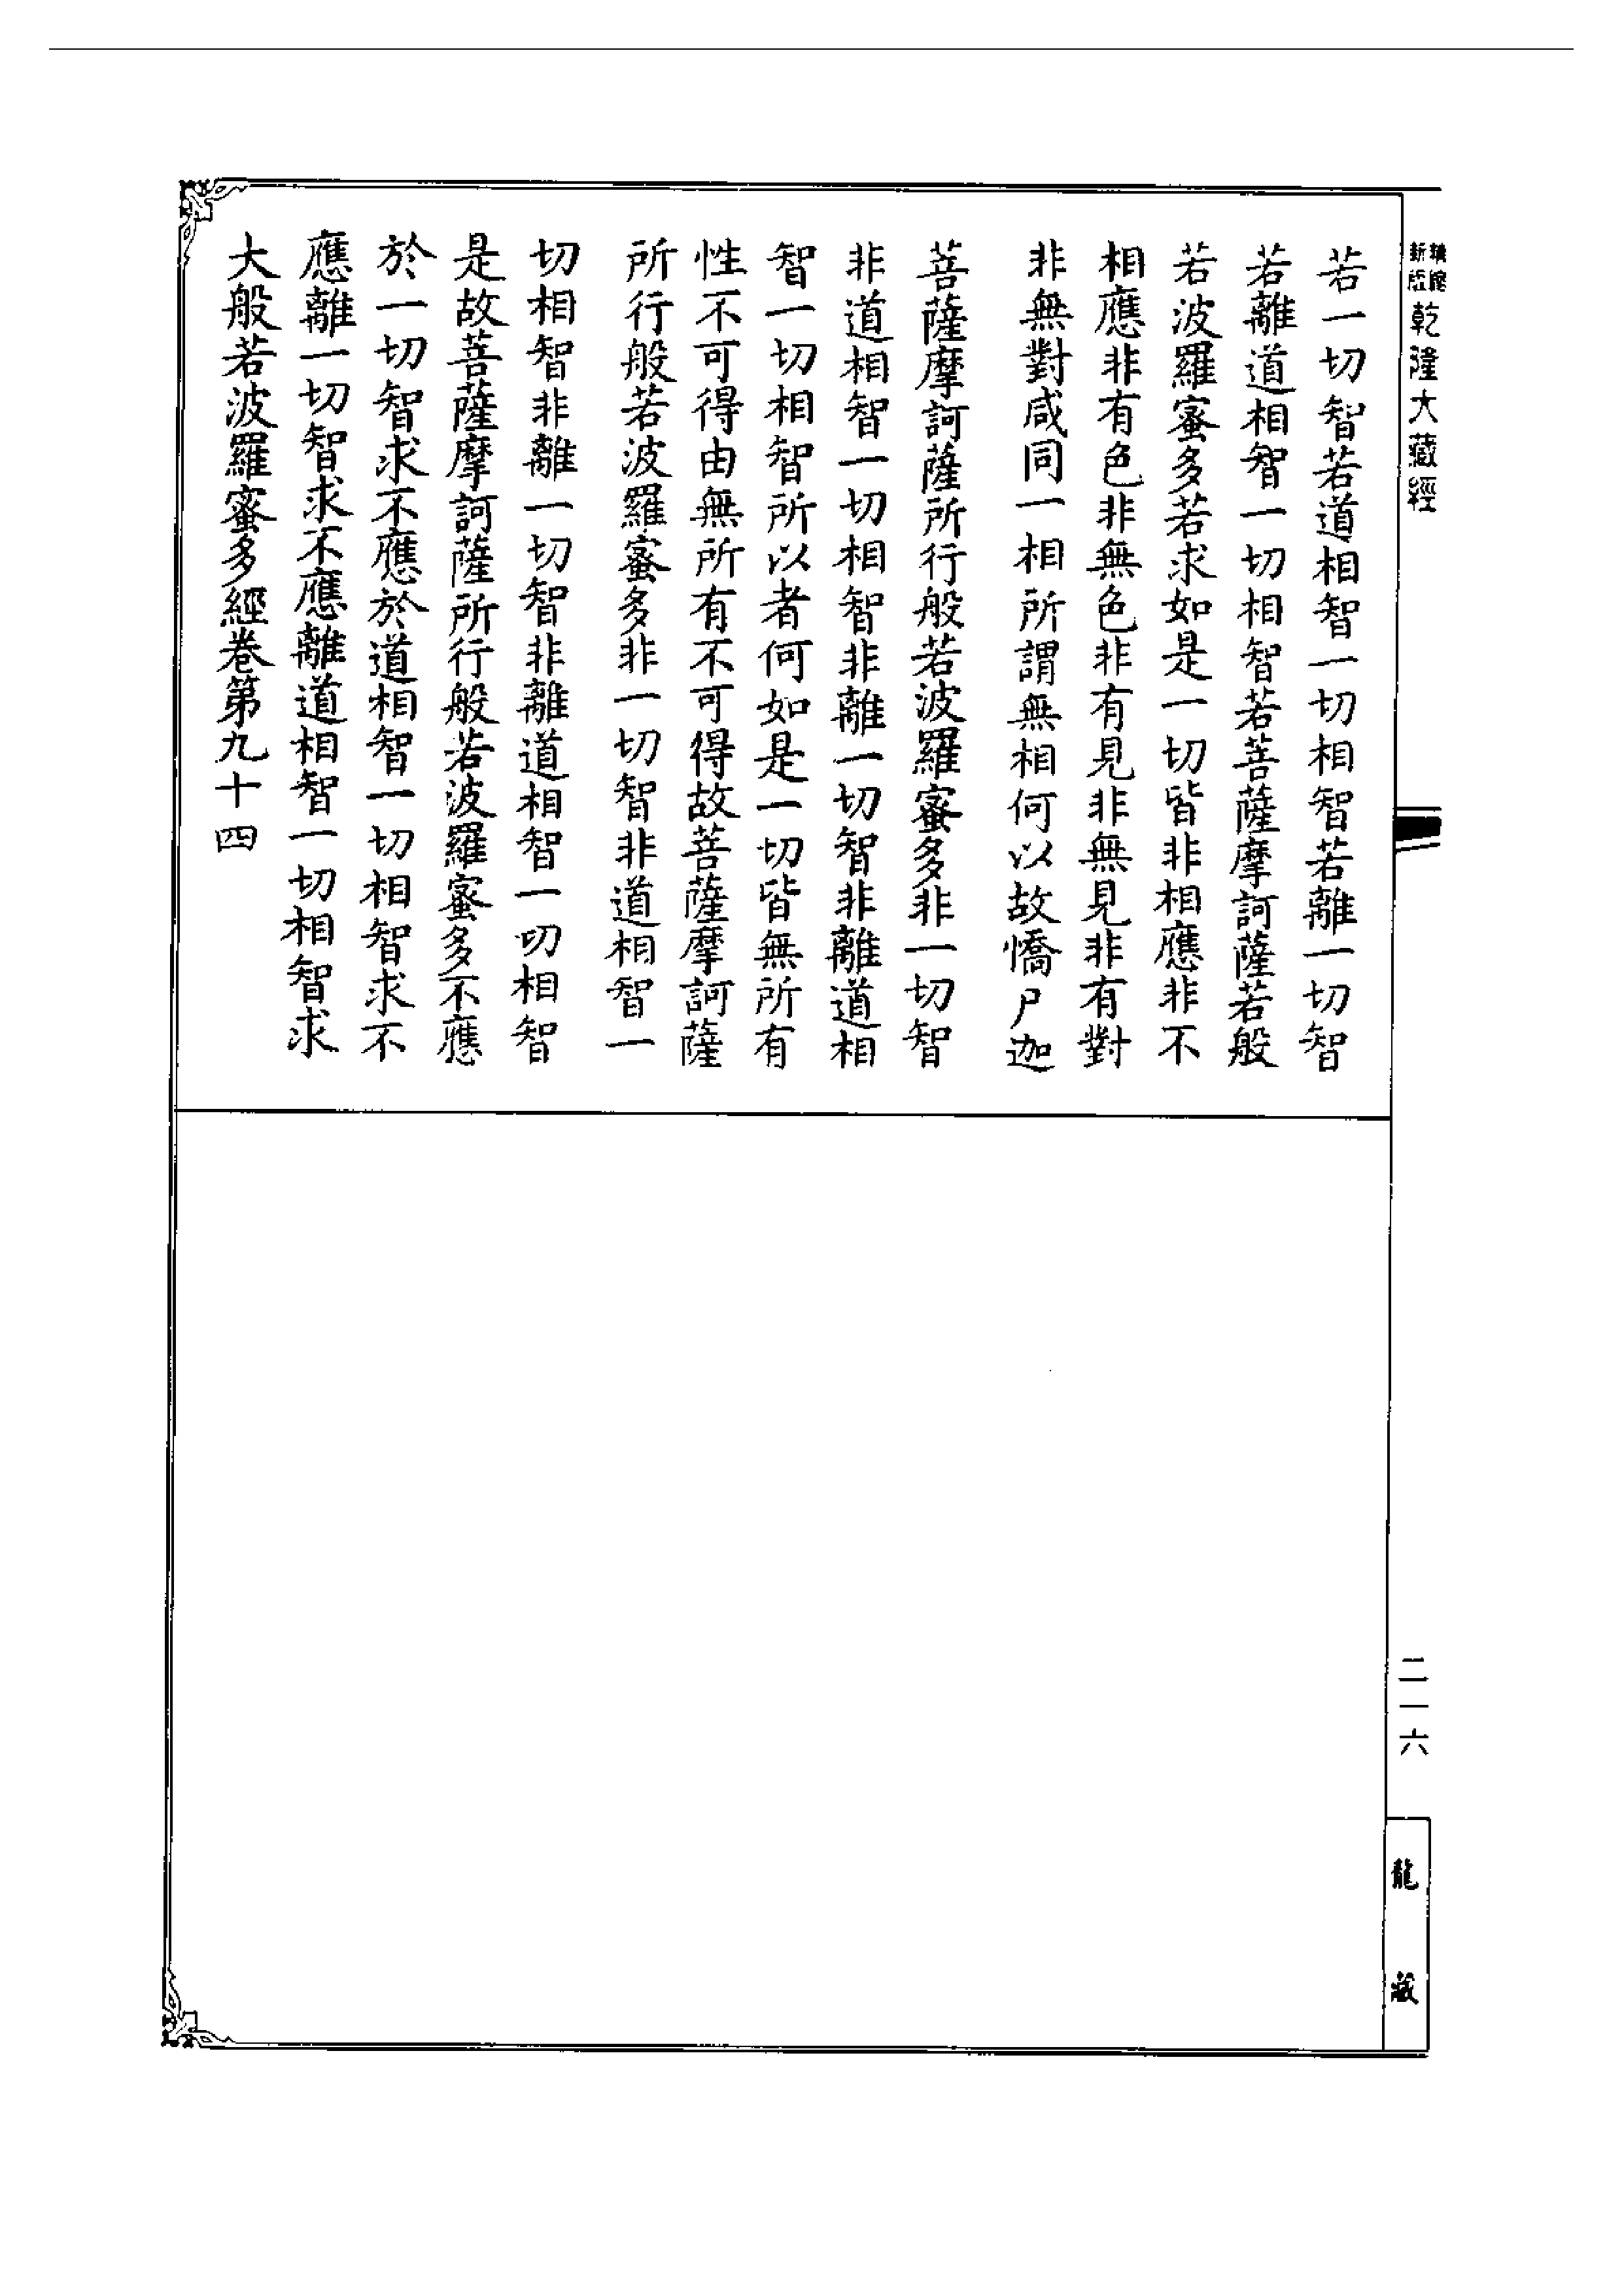 乾隆大藏經
若一切智若道相智一切相智若離一切智
若離道相智一切相智若菩薩摩訶薩若般
若波羅蜜多若求如是一切皆非相應非不
相應非有色非無色非有見非無見非有對
非無對咸同一相所謂無相何以故憍尸迦
菩薩摩訶薩所行般若波羅蜜多非一切智
非道相智一切相智非離一切智非離道相
智一切相智所以者何如是一切皆無所有
性不可得由無所有不可得故菩薩摩訶薩
所行般若波羅蜜多非一切智非道相智一
切相智非離一切智非離道相智一切相智
是故菩薩摩訶薩所行般若波羅蜜多不應
於一切智求不應於道相智一切相智求不
應離一切智求不應離道相智一切相智求
大般若波羅蜜多經卷第九十四
二一六
龍藏